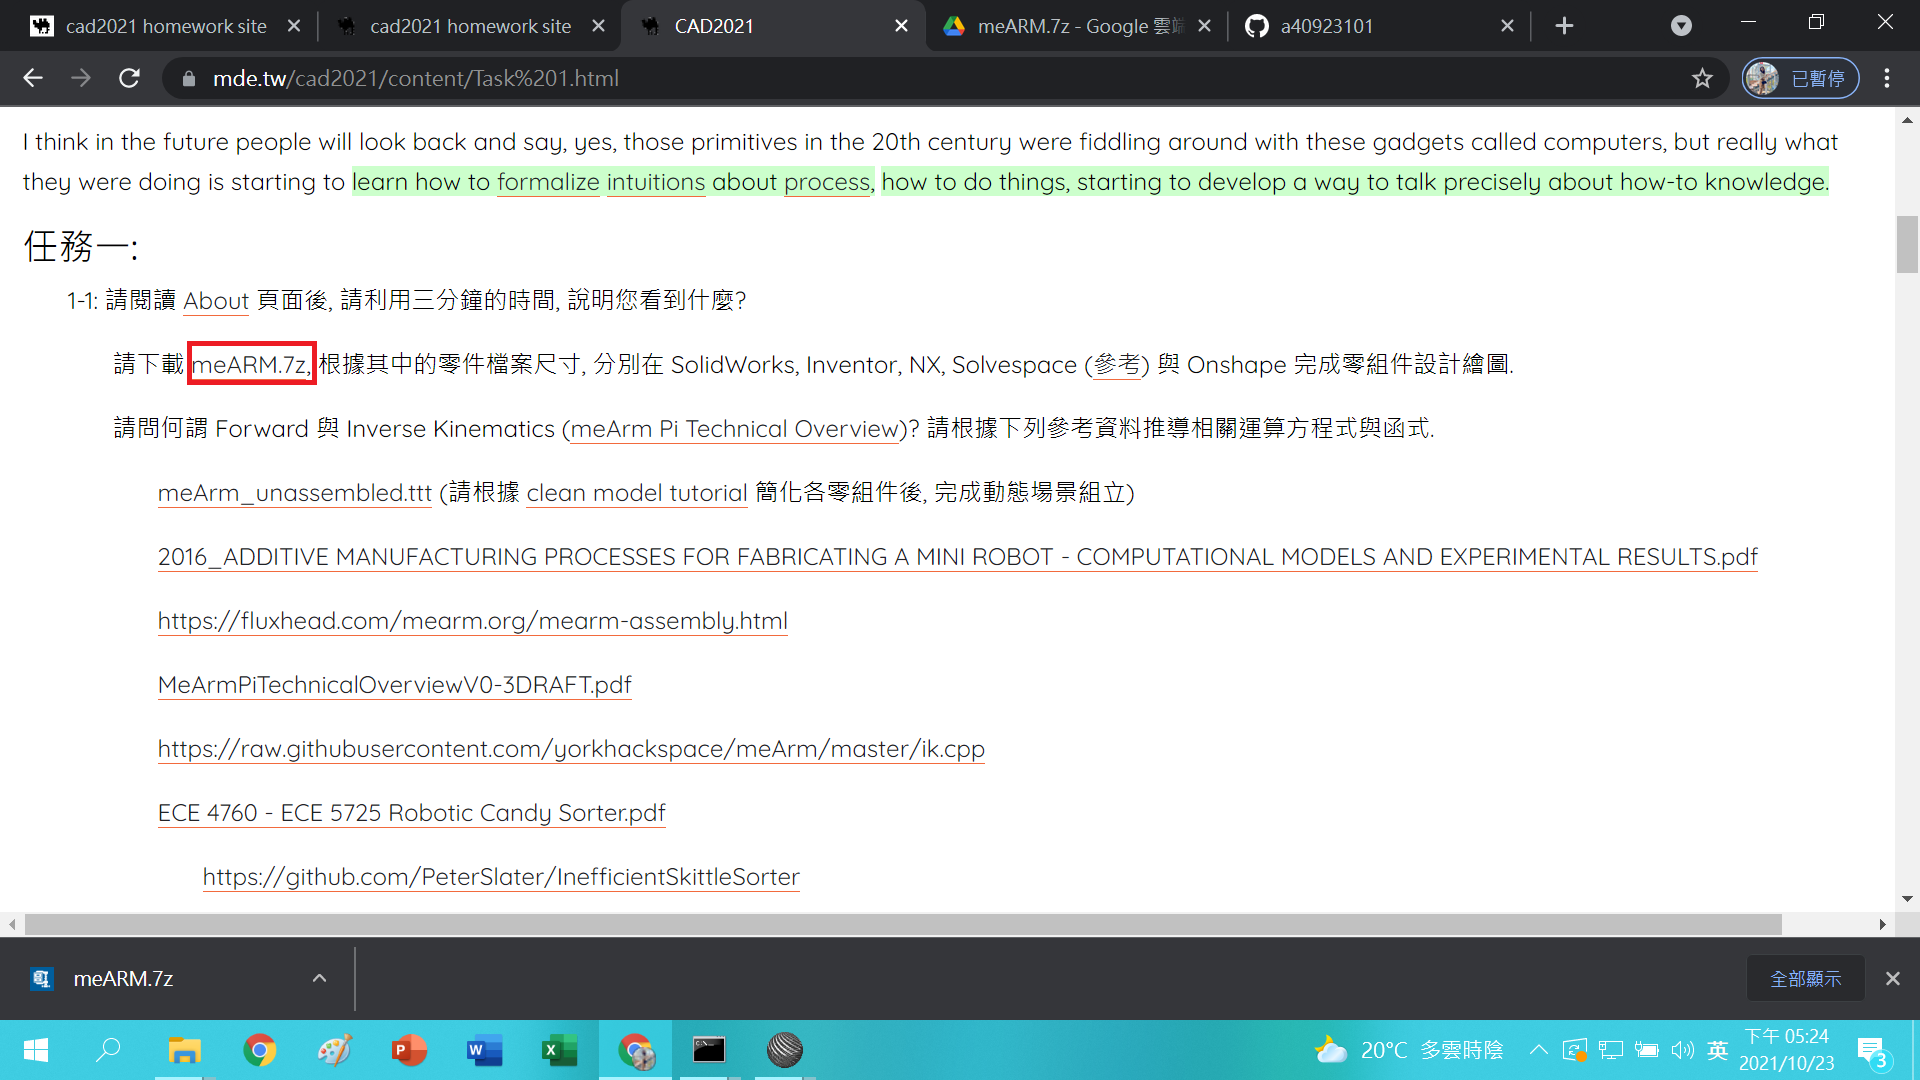 cad2021 homework site
cad2021 homework site
CAD2021
meARM.7z - Google 雲端
a40923101
mde.tw/cad2021/content/Task%201.html
已暫停
I think in the future people will look back and say, yes, those primitives in the 20th century were fiddling around with these gadgets called computers, but really what
they were doing is starting to learn how to formalize intuitions about process, how to do things, starting to develop a way to talk precisely about how-to knowledge.
任務一:
1-1: 請閱讀 About 頁面後, 請利用三分鐘的時間, 說明您看到什麼?
請下載 meARM.7z, 根據其中的零件檔案尺寸, 分別在 SolidWorks, Inventor, NX, Solvespace (參考) 與 Onshape 完成零組件設計繪圖.
請問何謂 Forward 與 Inverse Kinematics (meArm Pi Technical Overview)? 請根據下列參考資料推導相關運算方程式與函式.
meArm_unassembled.ttt (請根據 clean model tutorial 簡化各零組件後, 完成動態場景組立)
2016_ADDITIVE MANUFACTURING PROCESSES FOR FABRICATING A MINI ROBOT - COMPUTATIONAL MODELS AND EXPERIMENTAL RESULTS.pdf
https://fluxhead.com/mearm.org/mearm-assembly.html
MeArmPiTechnicalOverviewV0-3DRAFT.pdf
https://raw.githubusercontent.com/yorkhackspace/meArm/master/ik.cpp
ECE 4760 - ECE 5725 Robotic Candy Sorter.pdf
https://github.com/PeterSlater/InefficientSkittleSorter
meARM.7z
全部顯示
20°C 多雲時陰
英
下午 05:24
2021/10/23
3